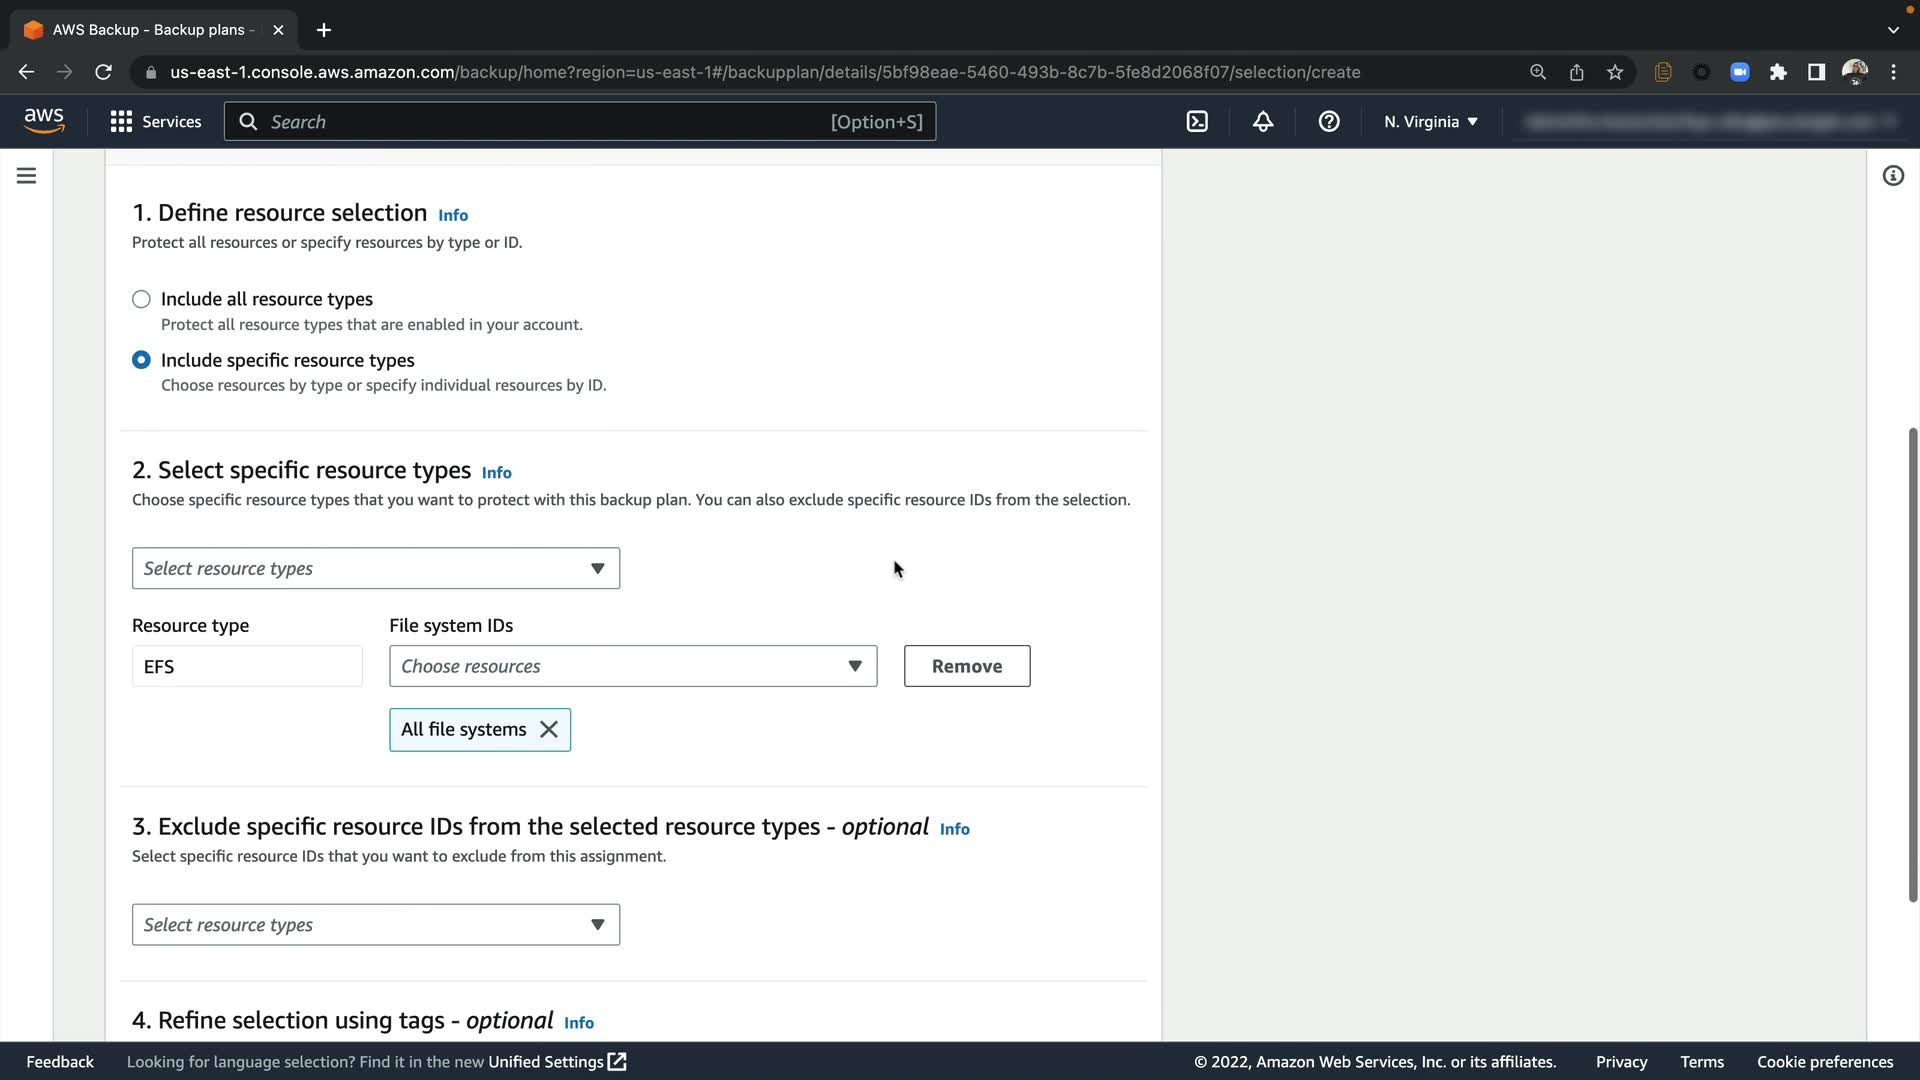 AWS Backup - Backup plans -
us-east-1.console.aws.amazon.com/backup/home?region=us-east-1#/backupplan/details/5bf98eae-5460-493b-8c7b-5fe8d2068f07/selection/create
aws Services Search [Option+S] N. Virginia
1. Define resource selection Info
Protect all resources or specify resources by type or ID.
Include all resource types
Protect all resource types that are enabled in your account.
Include specific resource types
Choose resources by type or specify individual resources by ID.
2. Select specific resource types Info
Choose specific resource types that you want to protect with this backup plan. You can also exclude specific resource IDs from the selection.
Select resource types
Resource type File system IDs
EFS Choose resources Remove
All file systems
3. Exclude specific resource IDs from the selected resource types - optional Info
Select specific resource IDs that you want to exclude from this assignment.
Select resource types
4. Refine selection using tags - optional Info
Feedback Looking for language selection? Find it in the new Unified Settings © 2022, Amazon Web Services, Inc. or its affiliates. Privacy Terms Cookie preferences